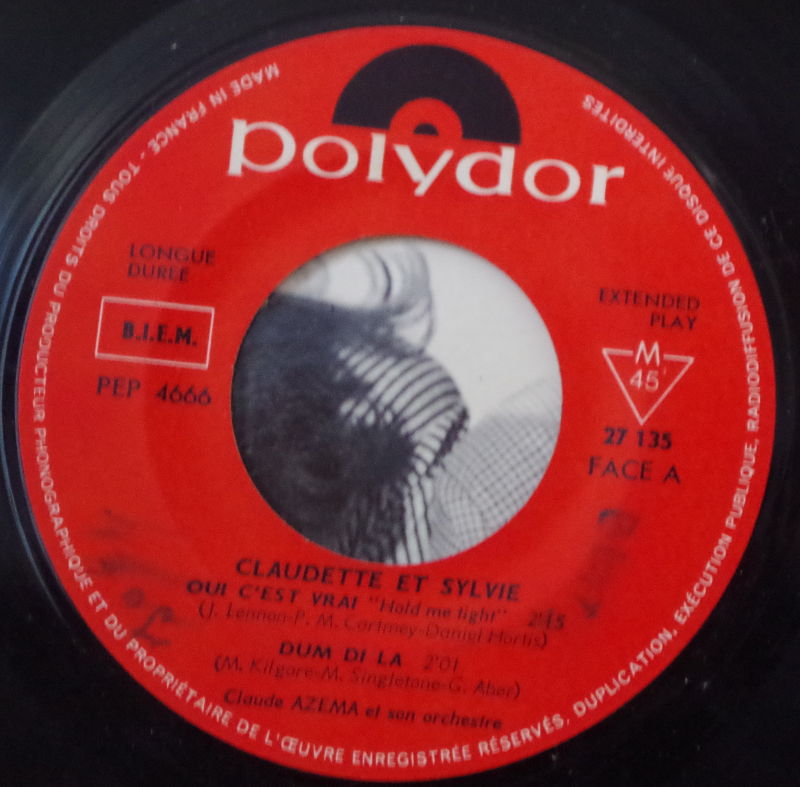 polydor
MADE IN FRANCE - TOUS DROITS DU PRODUCTEUR PHONOGRAPHIQUE ET DU PROPRIÉTAIRE DE L'ŒUVRE ENREGISTRÉE RÉSERVÉS. DUPLICATION, EXÉCUTION PUBLIQUE, RADIODIFFUSION DE CE DISQUE INTERDITES
LONGUE
DURÉE
B.I.E.M.
PEP 4666
EXTENDED
PLAY
M
45'
27 135
FACE A
CLAUDETTE ET SYLVIE
OUI C'EST VRAI "Hold me tight" 2'15
(J. Lennon-P. M. Cartney-Daniel Hortis)
DUM DI LA 2'01
(M. Kilgore-M. Singletone-G. Aber)
Claude AZEMA et son orchestre